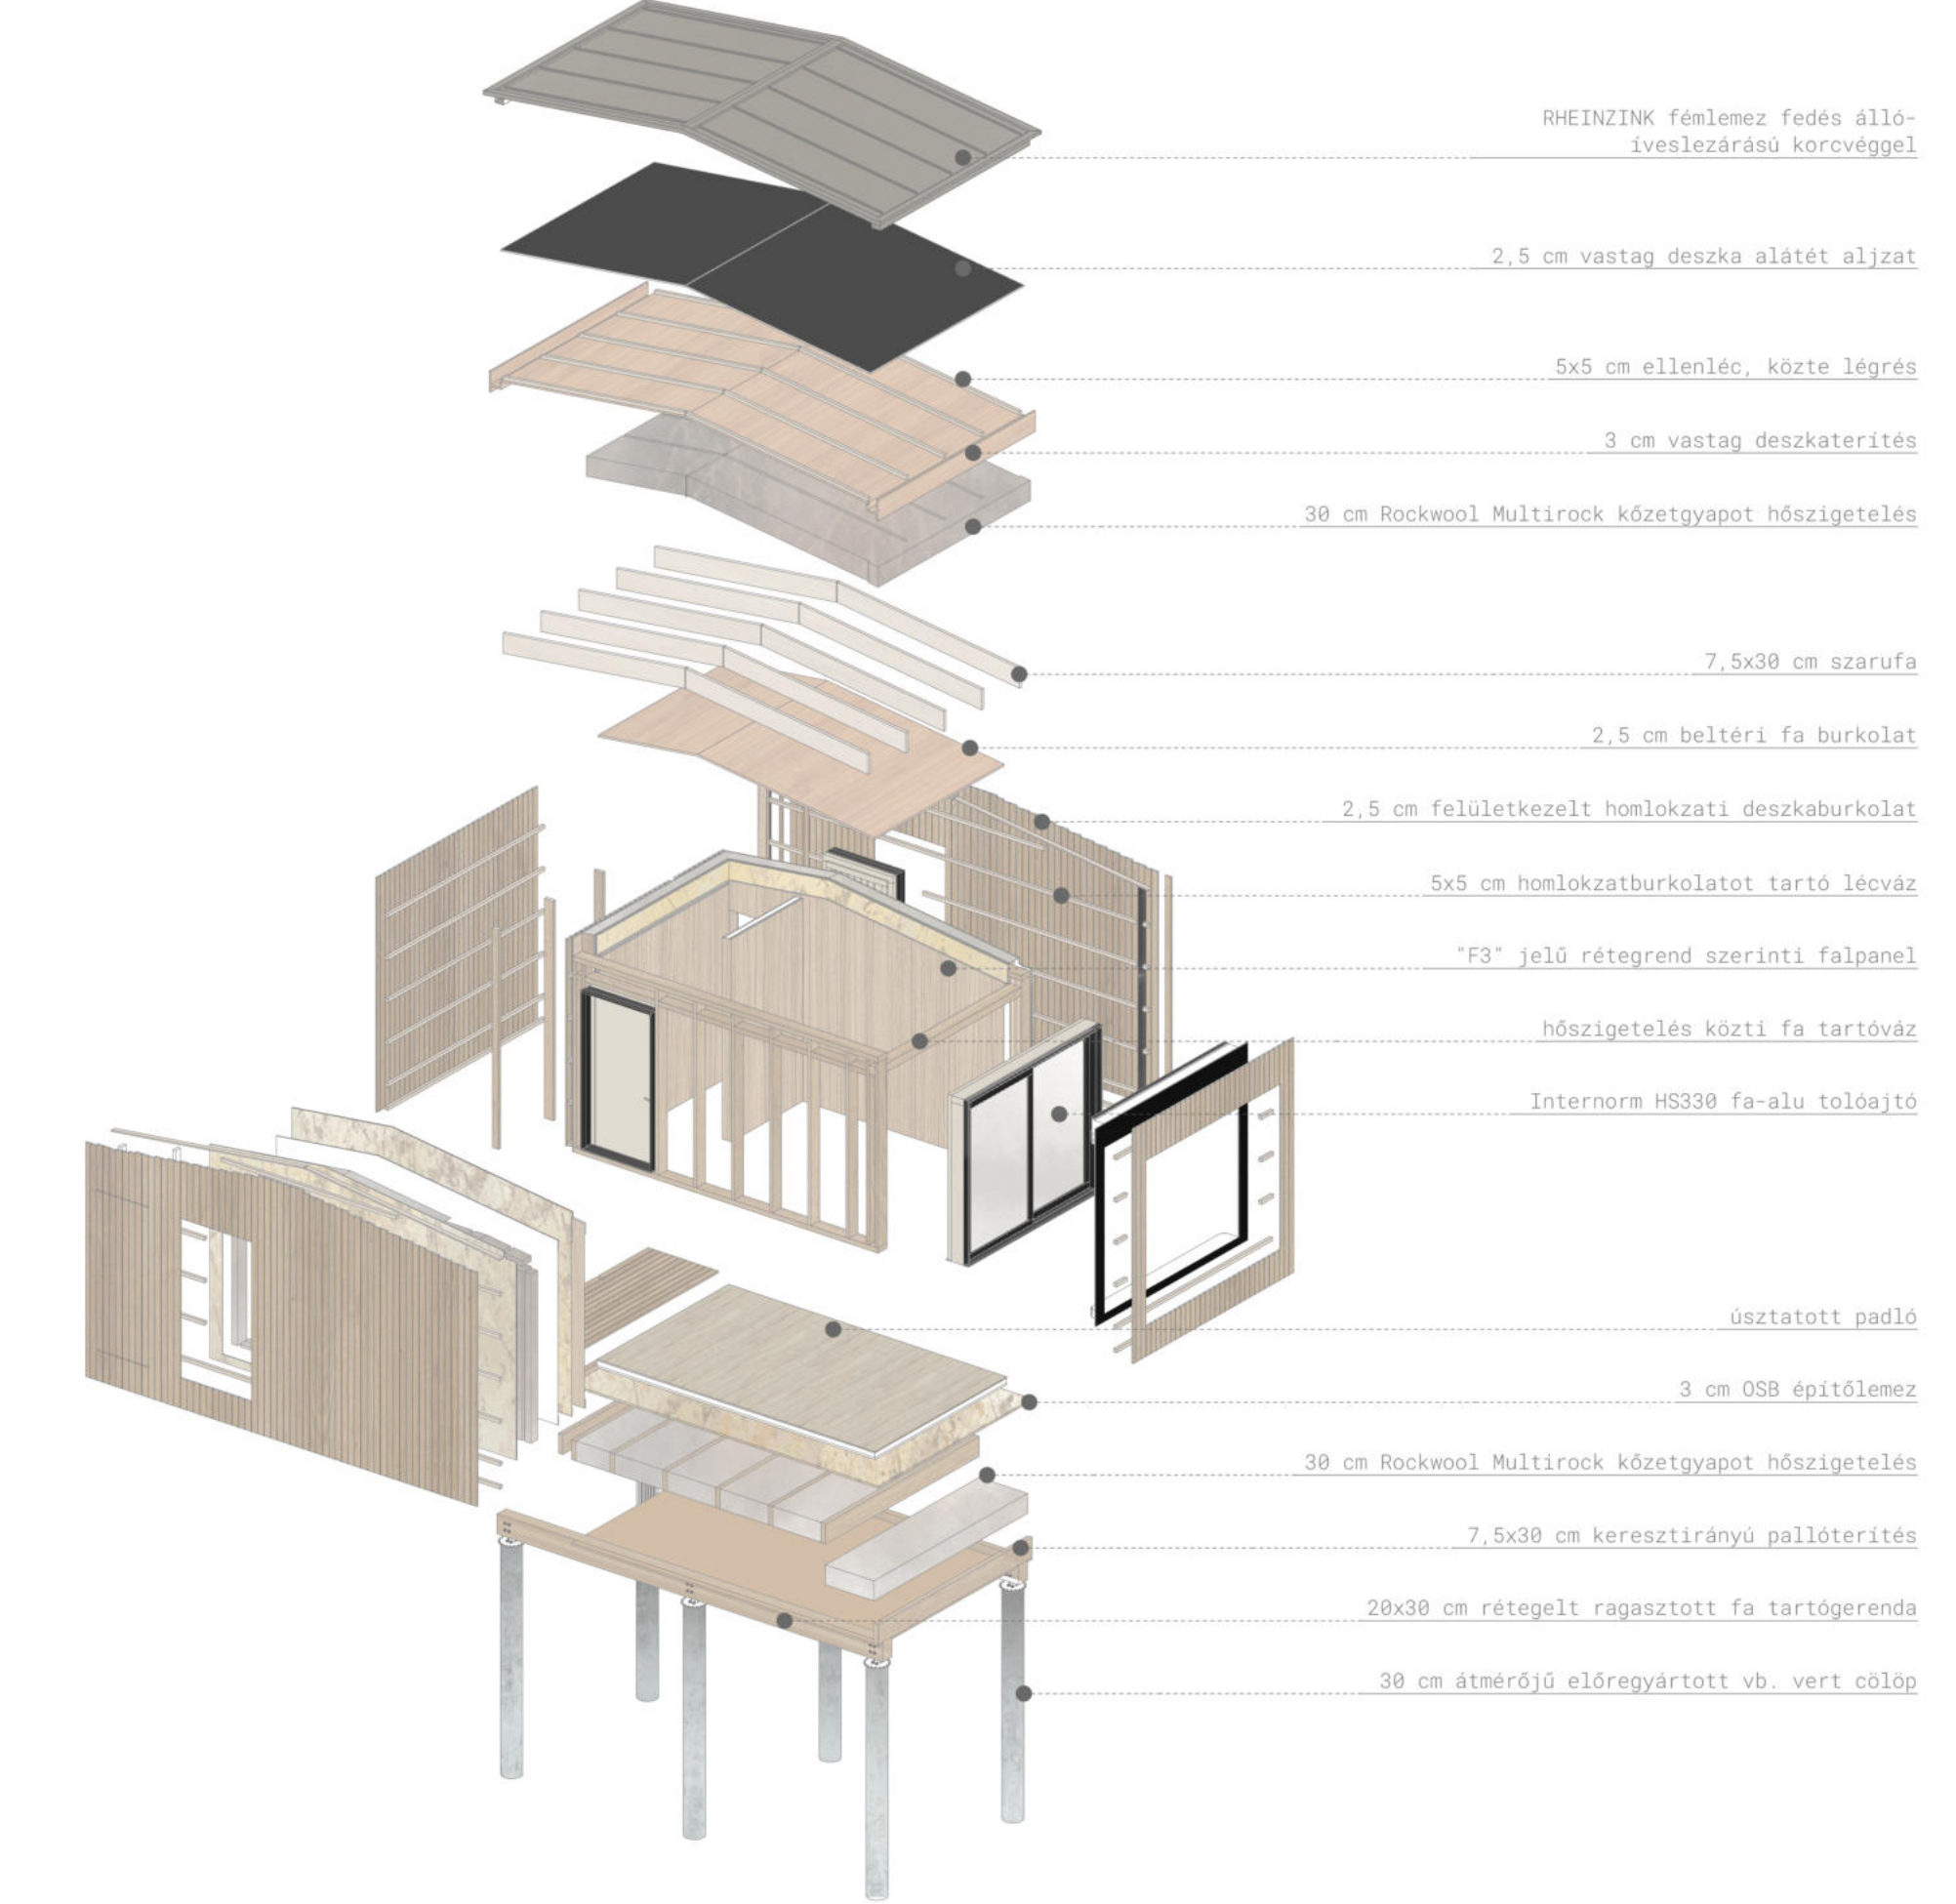 RHEINZINK fémlemez fedés álló-
íveslezárású korcvéggel
2,5 cm vastag deszka alátét aljzat
5x5 cm ellenléc, közte légrés
3 cm vastag deszkaterítés
30 cm Rockwool Multirock kőzetgyapot hőszigetelés
7,5x30 cm szarufa
2,5 cm beltéri fa burkolat
2,5 cm felületkezelt homlokzati deszkaburkolat
5x5 cm homlokzatburkolatot tartó lécváz
"F3" jelű rétegrend szerinti falpanel
hőszigetelés közti fa tartóváz
Internorm HS330 fa-alu tolóajtó
úsztatott padló
3 cm OSB építőlemez
30 cm Rockwool Multirock kőzetgyapot hőszigetelés
7,5x30 cm keresztirányú pallóterítés
20x30 cm rétegelt ragasztott fa tartógerenda
30 cm átmérőjű előregyártott vb. vert cölöp